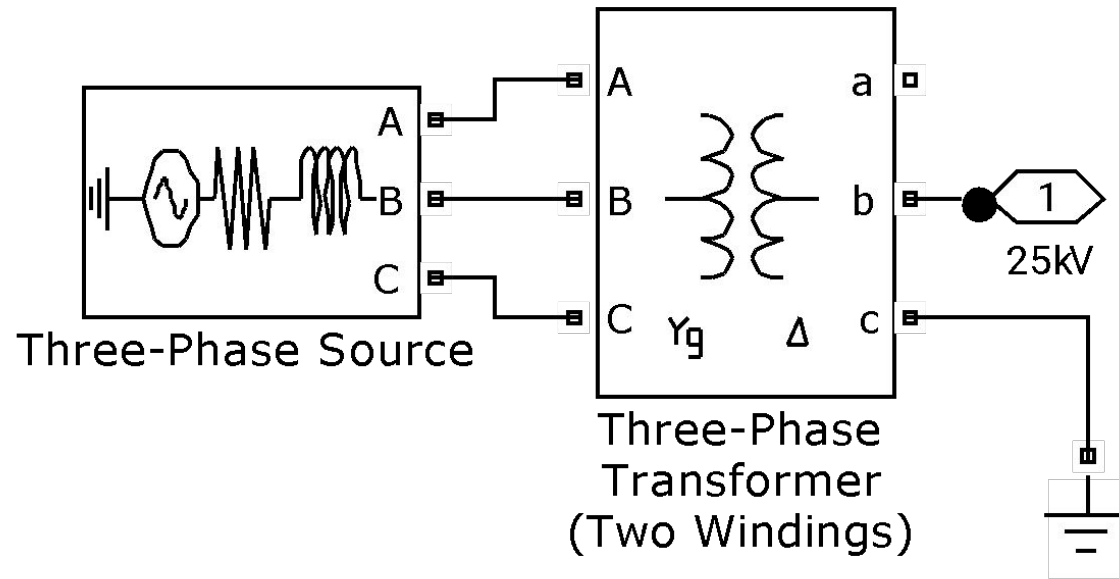 A
B
C
Three-Phase Source
A
B
C
a
b
c
Yg
Δ
Three-Phase
Transformer
(Two Windings)
1
25kV